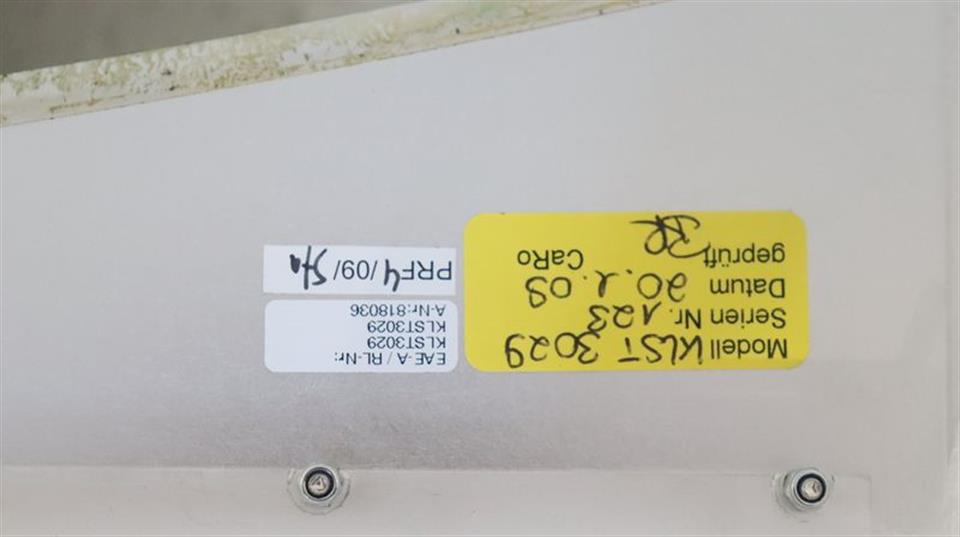 Modell KLST 3029
Serien Nr. 123
Datum 20.1.09
CaRo
geprüft
EAE-A / RL-Nr:
KLST3029
KLST3029
A-Nr:818036
PRF4/09/